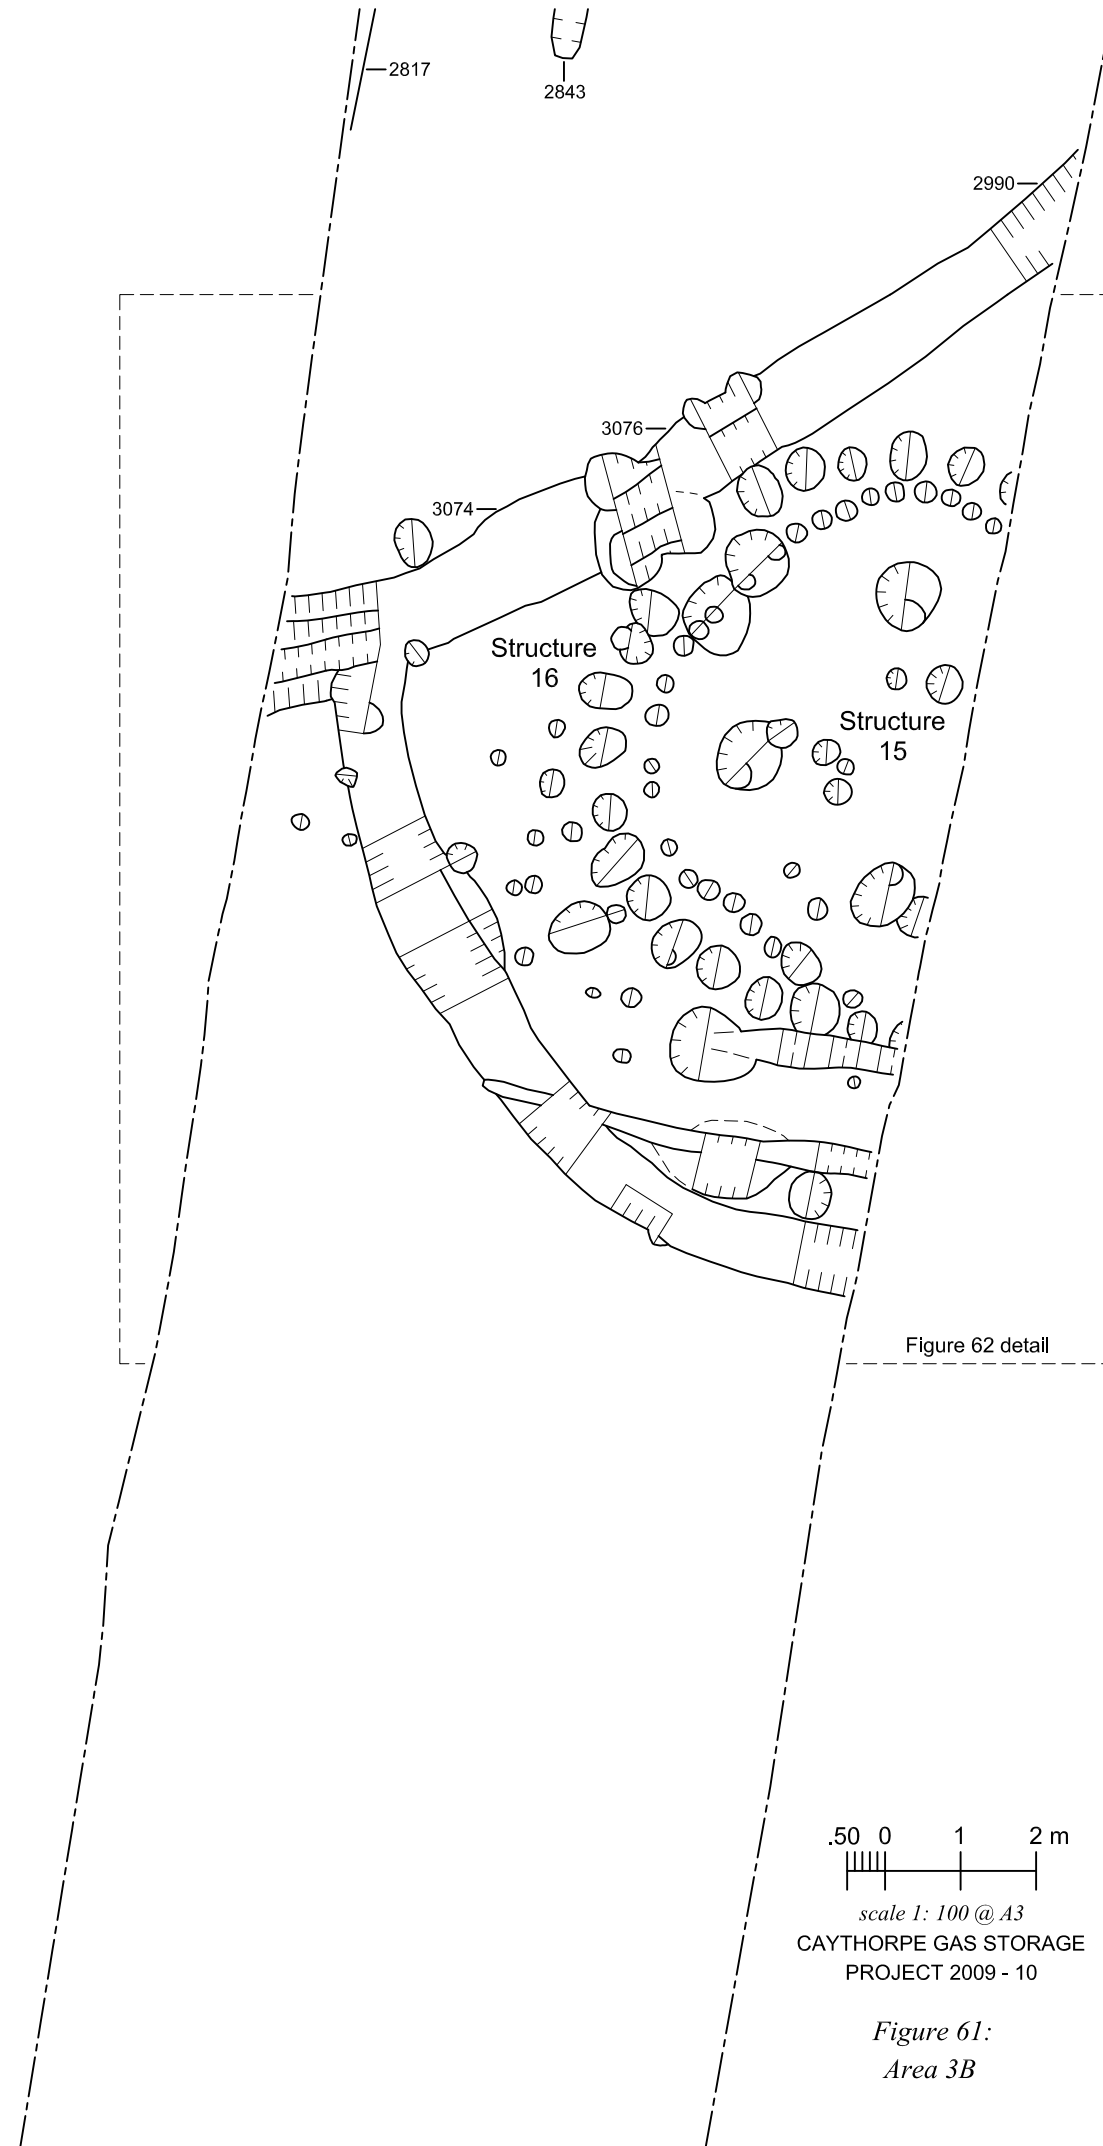 2817
2843
2990
3076
3074
Structure
16
Structure
15
Figure 62 detail
.50 0 1 2 m
scale 1: 100 @ A3
CAYTHORPE GAS STORAGE
PROJECT 2009 - 10
Figure 61:
Area 3B